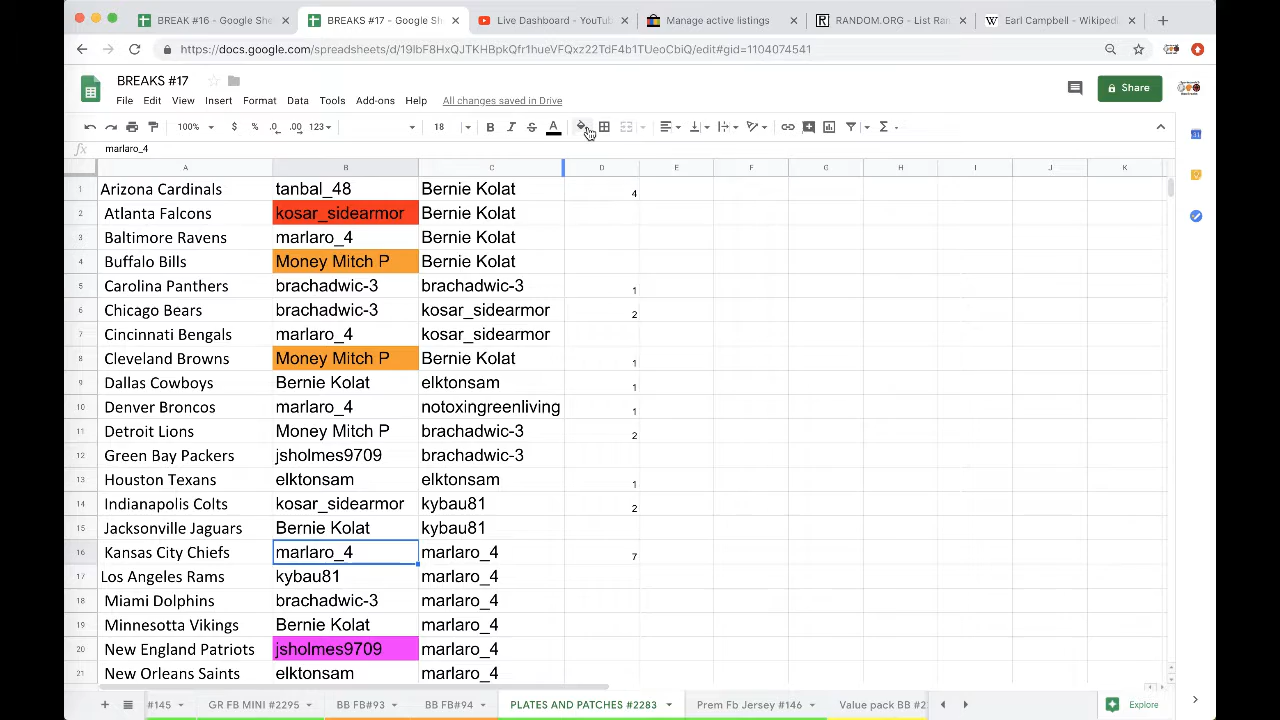 BREAK #16 - Google She
BREAKS #17 - Google Sh
Live Dashboard - YouTub
Manage active listings
RANDOM.ORG - List Ran
Earl Campbell - Wikiped
https://docs.google.com/spreadsheets/d/19lbF8HxQJTKHBpkQfr1hueVFQxz22TdF4b1TUeoCbiQ/edit#gid=1104074541
BREAKS #17
File Edit View Insert Format Data Tools Add-ons Help All changes saved in Drive
Share
100% $ % .0 .00 123 18 B I S A
fx marlaro_4
A B C D E F G H I J K
1 Arizona Cardinals tanbal_48 Bernie Kolat 4
2 Atlanta Falcons kosar_sidearmor Bernie Kolat
3 Baltimore Ravens marlaro_4 Bernie Kolat
4 Buffalo Bills Money Mitch P Bernie Kolat
5 Carolina Panthers brachadwic-3 brachadwic-3 1
6 Chicago Bears brachadwic-3 kosar_sidearmor 2
7 Cincinnati Bengals marlaro_4 kosar_sidearmor
8 Cleveland Browns Money Mitch P Bernie Kolat 1
9 Dallas Cowboys Bernie Kolat elktonsam 1
10 Denver Broncos marlaro_4 notoxingreenliving 1
11 Detroit Lions Money Mitch P brachadwic-3 2
12 Green Bay Packers jsholmes9709 brachadwic-3
13 Houston Texans elktonsam elktonsam 1
14 Indianapolis Colts kosar_sidearmor kybau81 2
15 Jacksonville Jaguars Bernie Kolat kybau81
16 Kansas City Chiefs marlaro_4 marlaro_4 7
17 Los Angeles Rams kybau81 marlaro_4
18 Miami Dolphins brachadwic-3 marlaro_4
19 Minnesota Vikings Bernie Kolat marlaro_4
20 New England Patriots jsholmes9709 marlaro_4
21 New Orleans Saints elktonsam marlaro_4
#145 GR FB MINI #2295 BB FB#93 BB FB#94 PLATES AND PATCHES #2283 Prem Fb Jersey #146 Value pack BB #2 Explore